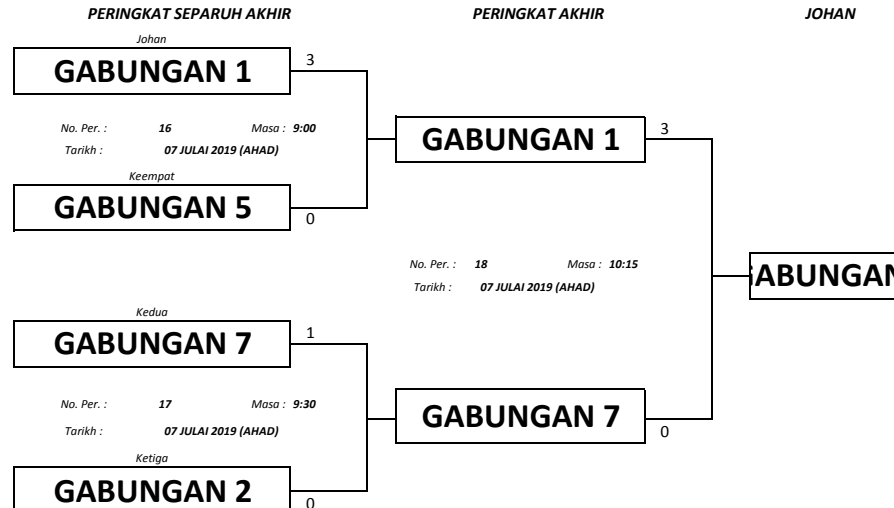 PERINGKAT SEPARUH AKHIR PERINGKAT AKHIR JOHAN
Johan
GABUNGAN 1 3
No. Per. : 16 Masa : 9:00
Tarikh : 07 JULAI 2019 (AHAD)
GABUNGAN 1 3
Keempat
GABUNGAN 5 0
No. Per. : 18 Masa : 10:15
Tarikh : 07 JULAI 2019 (AHAD)
Kedua
GABUNGAN 7 1
No. Per. : 17 Masa : 9:30
Tarikh : 07 JULAI 2019 (AHAD)
GABUNGAN 7 0
Ketiga
GABUNGAN 2 0